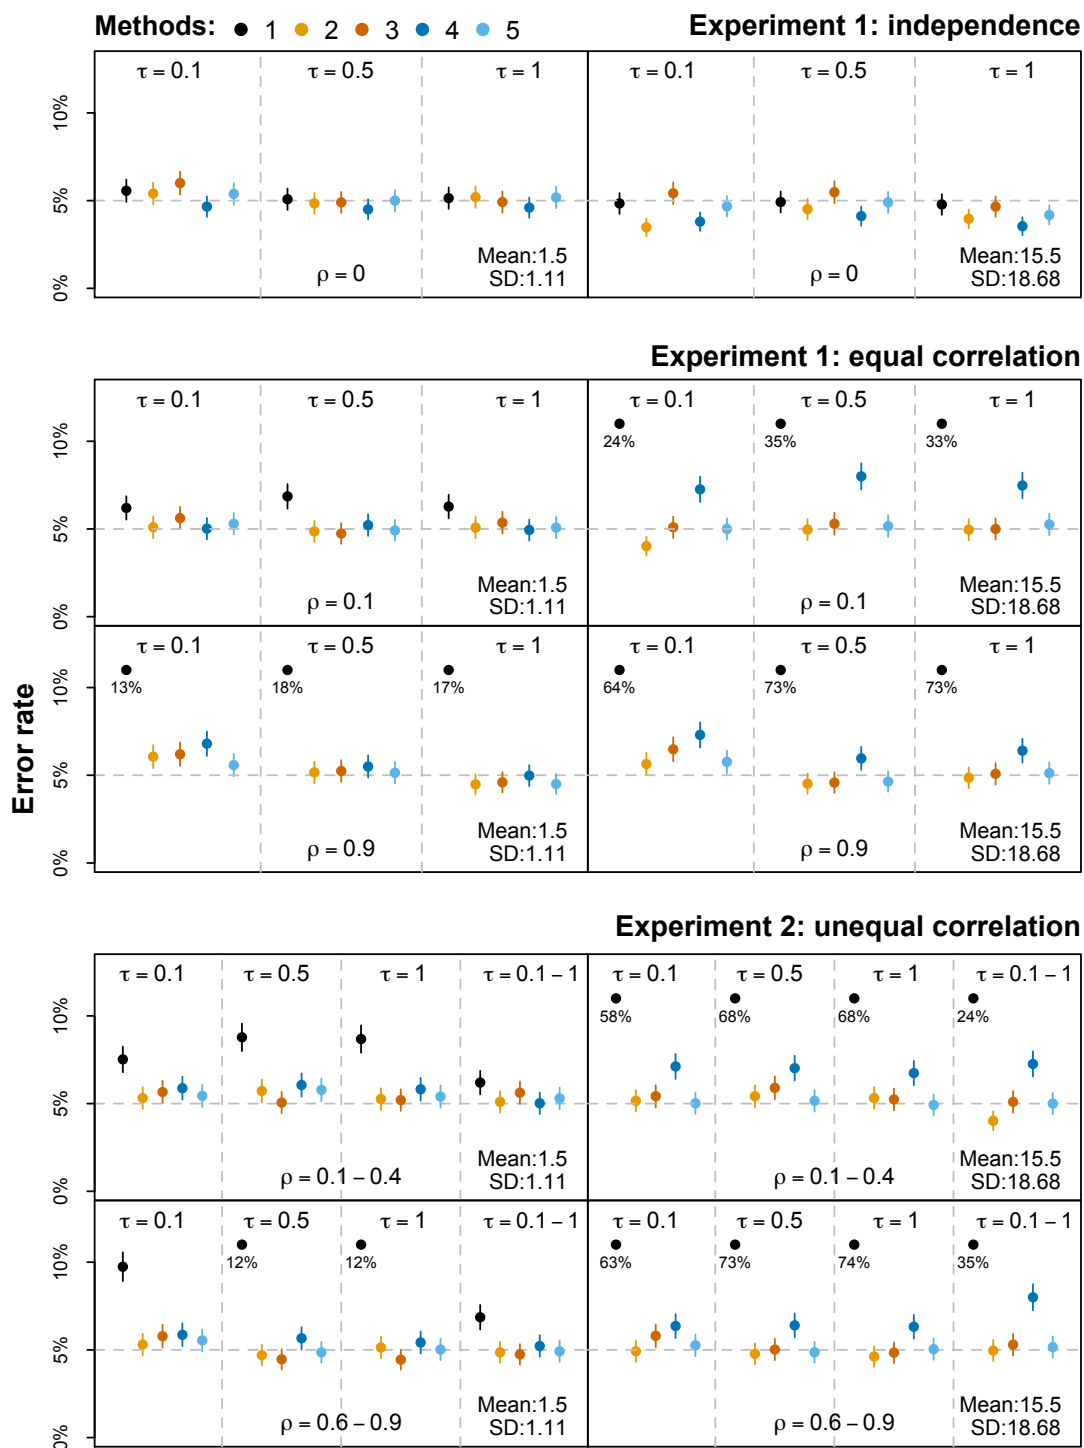 Methods: 1 2 3 4 5 Experiment 1: independence
τ = 0.1 τ = 0.5 τ = 1 τ = 0.1 τ = 0.5 τ = 1
10%
5%
Mean:1.5 Mean:15.5
0% ρ = 0 SD:1.11 ρ = 0 SD:18.68
Experiment 1: equal correlation
τ = 0.1 τ = 0.5 τ = 1 τ = 0.1 τ = 0.5 τ = 1
10% 24% 35% 33%
5%
Mean:1.5 Mean:15.5
0% ρ = 0.1 SD:1.11 ρ = 0.1 SD:18.68
τ = 0.1 τ = 0.5 τ = 1 τ = 0.1 τ = 0.5 τ = 1
10% 13% 18% 17% 64% 73% 73%
Error rate
5%
Mean:1.5 Mean:15.5
0% ρ = 0.9 SD:1.11 ρ = 0.9 SD:18.68
Experiment 2: unequal correlation
τ = 0.1 τ = 0.5 τ = 1 τ = 0.1 − 1 τ = 0.1 τ = 0.5 τ = 1 τ = 0.1 − 1
10% 58% 68% 68% 24%
5%
Mean:1.5 Mean:15.5
0% ρ = 0.1 − 0.4 SD:1.11 ρ = 0.1 − 0.4 SD:18.68
τ = 0.1 τ = 0.5 τ = 1 τ = 0.1 − 1 τ = 0.1 τ = 0.5 τ = 1 τ = 0.1 − 1
10% 12% 12% 63% 73% 74% 35%
5%
Mean:1.5 Mean:15.5
0% ρ = 0.6 − 0.9 SD:1.11 ρ = 0.6 − 0.9 SD:18.68